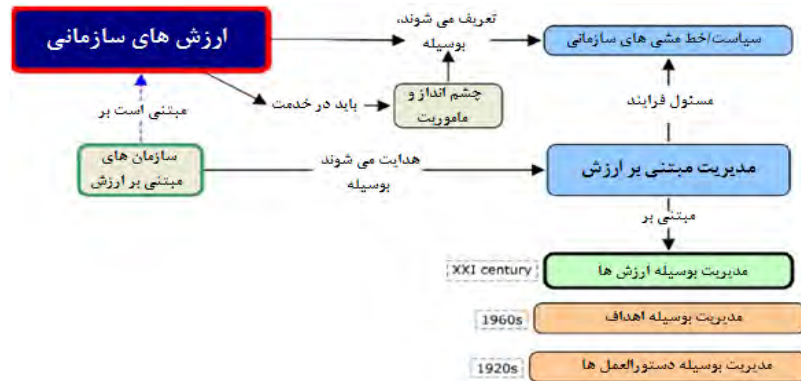 ارزش های سازمانی
تعریف می شوند،
بوسیله
سیاست/خط مشی های سازمانی
باید در خدمت
چشم انداز و
ماموریت
مسئول فرایند
مبتنی است بر
سازمان های
مبتنی بر ارزش
هدایت می شوند
بوسیله
مدیریت مبتنی بر ارزش
مبتنی بر
XXI century
مدیریت بوسیله ارزش ها
1960s
مدیریت بوسیله اهداف
1920s
مدیریت بوسیله دستورالعمل ها